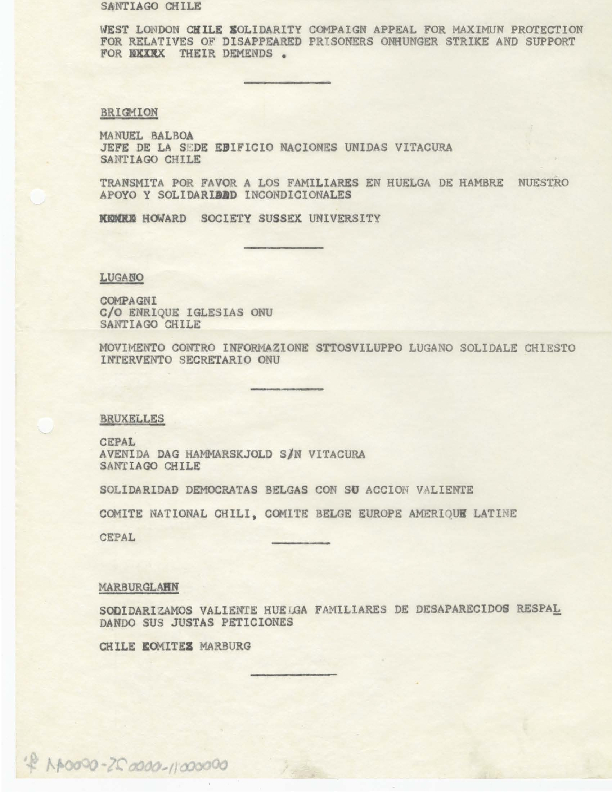 SANTIAGO CHILE
WEST LONDON CHILE SOLIDARITY COMPAIGN APPEAL FOR MAXIMUN PROTECTION
FOR RELATIVES OF DISAPPEARED PRISONERS ONHUNGER STRIKE AND SUPPORT
FOR THEIR DEMENDS .
BRIGMION
MANUEL BALBOA
JEFE DE LA SEDE EDIFICIO NACIONES UNIDAS VITACURA
SANTIAGO CHILE
TRANSMITA POR FAVOR A LOS FAMILIARES EN HUELGA DE HAMBRE NUESTRO
APOYO Y SOLIDARIDAD INCONDICIONALES
HOWARD SOCIETY SUSSEX UNIVERSITY
LUGANO
COMPAGNI
C/O ENRIQUE IGLESIAS ONU
SANTIAGO CHILE
MOVIMENTO CONTRO INFORMAZIONE STTOSVILUPPO LUGANO SOLIDALE CHIESTO
INTERVENTO SECRETARIO ONU
BRUXELLES
CEPAL
AVENIDA DAG HAMMARSKJOLD S/N VITACURA
SANTIAGO CHILE
SOLIDARIDAD DEMOCRATAS BELGAS CON SU ACCION VALIENTE
COMITE NATIONAL CHILI, COMITE BELGE EUROPE AMERIQUE LATINE
CEPAL
MARBURGLAHN
SODIDARIZAMOS VALIENTE HUELGA FAMILIARES DE DESAPARECIDOS RESPAL
DANDO SUS JUSTAS PETICIONES
CHILE KOMITEE MARBURG